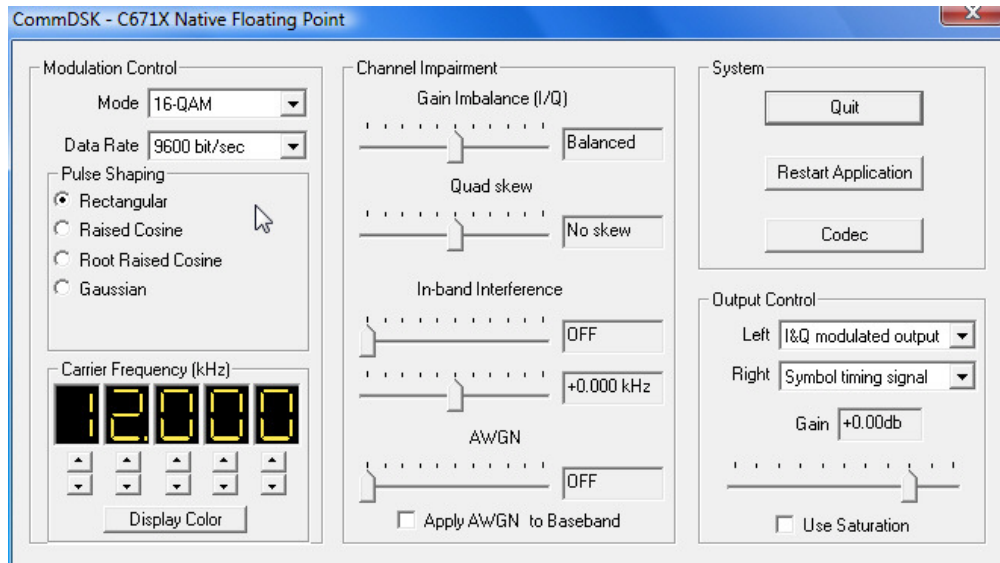 CommDSK - C671X Native Floating Point
X
Modulation Control
Mode 16-QAM
Data Rate 9600 bit/sec
Pulse Shaping
Rectangular
Raised Cosine
Root Raised Cosine
Gaussian
Carrier Frequency (kHz)
12.000
Display Color
Channel Impairment
Gain Imbalance (I/Q)
Balanced
Quad skew
No skew
In-band Interference
OFF
+0.000 kHz
AWGN
OFF
Apply AWGN to Baseband
System
Quit
Restart Application
Codec
Output Control
Left I&Q modulated output
Right Symbol timing signal
Gain +0.00db
Use Saturation